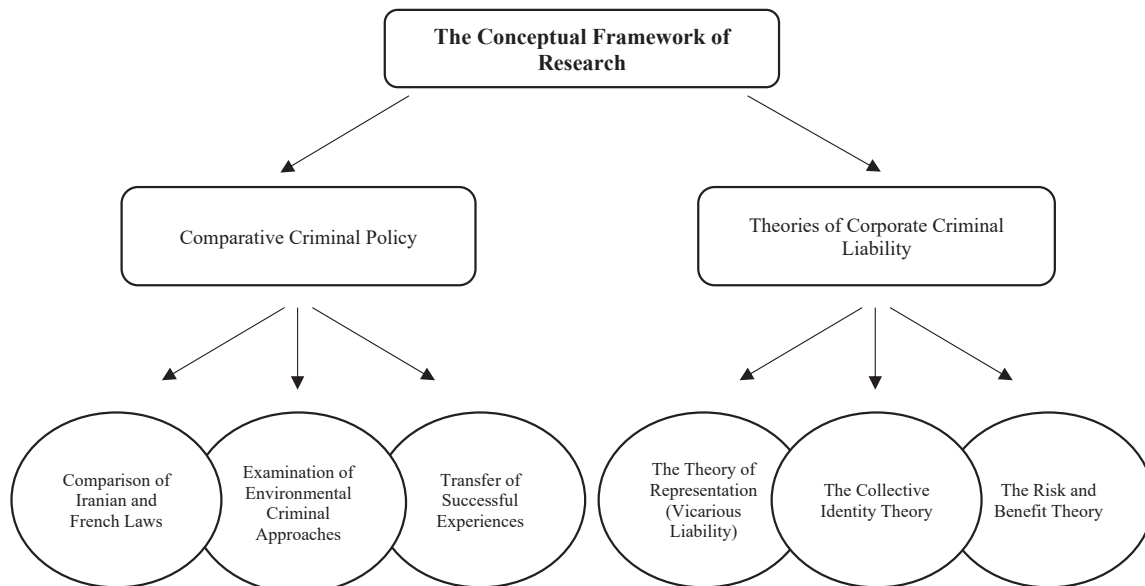 The Conceptual Framework of
Research
Comparative Criminal Policy
Theories of Corporate Criminal
Liability
Comparison of
Iranian and
French Laws
Examination of
Environmental
Criminal
Approaches
Transfer of
Successful
Experiences
The Theory of
Representation
(Vicarious
Liability)
The Collective
Identity Theory
The Risk and
Benefit Theory